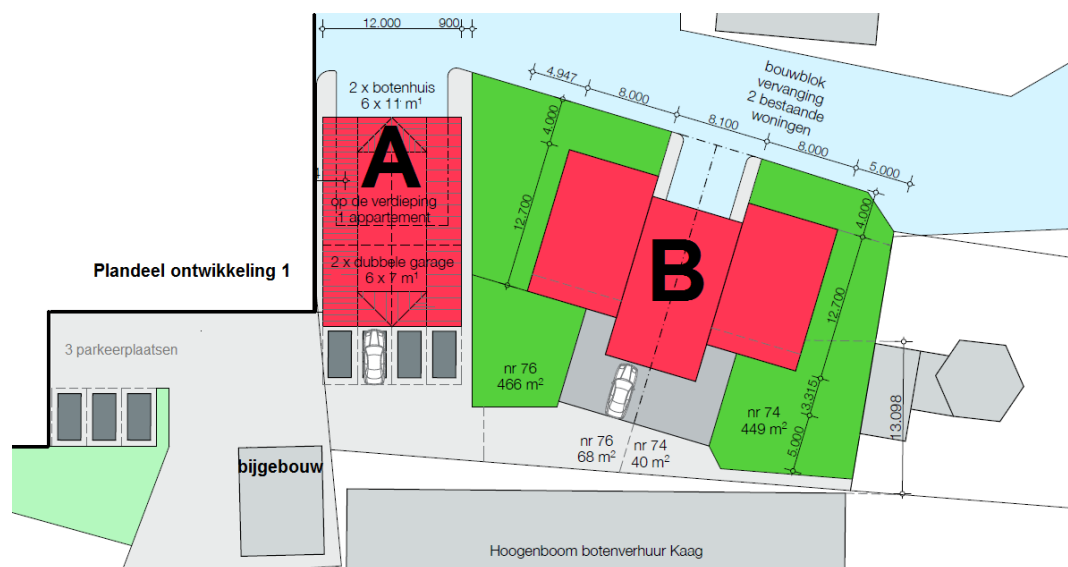 12.000
900
2 x botenhuis
6 x 11 m¹
A
op de verdieping
1 appartement
2 x dubbele garage
6 x 7 m¹
Plandeel ontwikkeling 1
3 parkeerplaatsen
bijgebouw
4.947
8.000
8.100
8.000
5.000
bouwblok
vervanging
2 bestaande
woningen
4.000
12.700
B
4.000
12.700
3.315
5.000
13.098
nr 76
466 m²
nr 74
449 m²
nr 76
68 m²
nr 74
40 m²
Hoogenboom botenverhuur Kaag